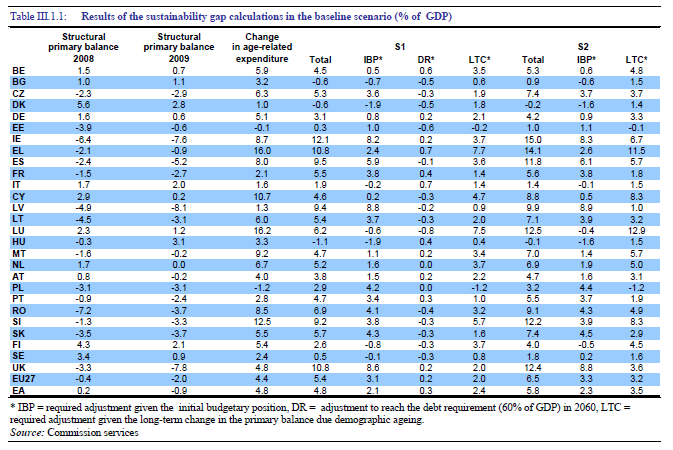 Table III.1.1: Results of the sustainability gap calculations in the baseline scenario (% of GDP)
Structural primary balance 2008 Structural primary balance 2009 Change in age-related expenditure S1 S2
Total IBP* DR* LTC* Total IBP* LTC*
BE 1.5 0.7 5.9 4.5 0.5 0.6 3.5 5.3 0.6 4.8
BG 1.0 1.1 3.2 -0.6 -0.7 -0.5 0.6 0.9 -0.6 1.5
CZ -2.3 -2.9 6.3 5.3 3.6 -0.3 1.9 7.4 3.7 3.7
DK 5.6 2.8 1.0 -0.6 -1.9 -0.5 1.8 -0.2 -1.6 1.4
DE 1.6 0.6 5.1 3.1 0.8 0.2 2.1 4.2 0.9 3.3
EE -3.9 -0.6 -0.1 0.3 1.0 -0.6 -0.2 1.0 1.1 -0.1
IE -6.4 -7.6 8.7 12.1 8.2 0.2 3.7 15.0 8.3 6.7
EL -2.1 -0.9 16.0 10.8 2.4 0.7 7.7 14.1 2.6 11.5
ES -2.4 -5.2 8.0 9.5 5.9 -0.1 3.6 11.8 6.1 5.7
FR -1.5 -2.7 2.1 5.5 3.8 0.4 1.4 5.6 3.8 1.8
IT 1.7 2.0 1.6 1.9 -0.2 0.7 1.4 1.4 -0.1 1.5
CY 2.9 0.2 10.7 4.6 0.2 -0.3 4.7 8.8 0.5 8.3
LV -4.9 -8.1 1.3 9.4 8.8 -0.2 0.9 9.9 8.9 1.0
LT -4.5 -3.1 6.0 5.4 3.7 -0.3 2.0 7.1 3.9 3.2
LU 2.3 1.2 16.2 6.2 -0.6 -0.8 7.5 12.5 -0.4 12.9
HU -0.3 3.1 3.3 -1.1 -1.9 0.4 0.4 -0.1 -1.6 1.5
MT -1.6 -0.2 9.2 4.7 1.1 0.2 3.4 7.0 1.4 5.7
NL 1.7 0.0 6.7 5.2 1.6 0.0 3.7 6.9 1.9 5.0
AT 0.8 -0.2 4.0 3.8 1.5 0.2 2.2 4.7 1.6 3.1
PL -3.1 -3.1 -1.2 2.9 4.2 0.0 -1.2 3.2 4.4 -1.2
PT -0.9 -2.4 2.8 4.7 3.4 0.3 1.0 5.5 3.7 1.9
RO -7.2 -3.7 8.5 6.9 4.1 -0.4 3.2 9.1 4.3 4.9
SI -1.3 -3.3 12.5 9.2 3.8 -0.3 5.7 12.2 3.9 8.3
SK -3.5 -3.7 5.5 5.7 4.3 -0.3 1.6 7.4 4.5 2.9
FI 4.3 2.1 5.4 2.6 -0.8 -0.3 3.7 4.0 -0.5 4.5
SE 3.4 0.9 2.4 0.5 -0.1 -0.3 0.8 1.8 0.2 1.6
UK -3.3 -7.8 4.8 10.8 8.6 0.2 2.0 12.4 8.8 3.6
EU27 -0.4 -2.0 4.4 5.4 3.1 0.2 2.0 6.5 3.3 3.2
EA 0.2 -0.9 4.8 4.8 2.1 0.3 2.4 5.8 2.3 3.5
* IBP = required adjustment given the initial budgetary position, DR = adjustment to reach the debt requirement (60% of GDP) in 2060, LTC =
required adjustment given the long-term change in the primary balance due demographic ageing.
Source: Commission services